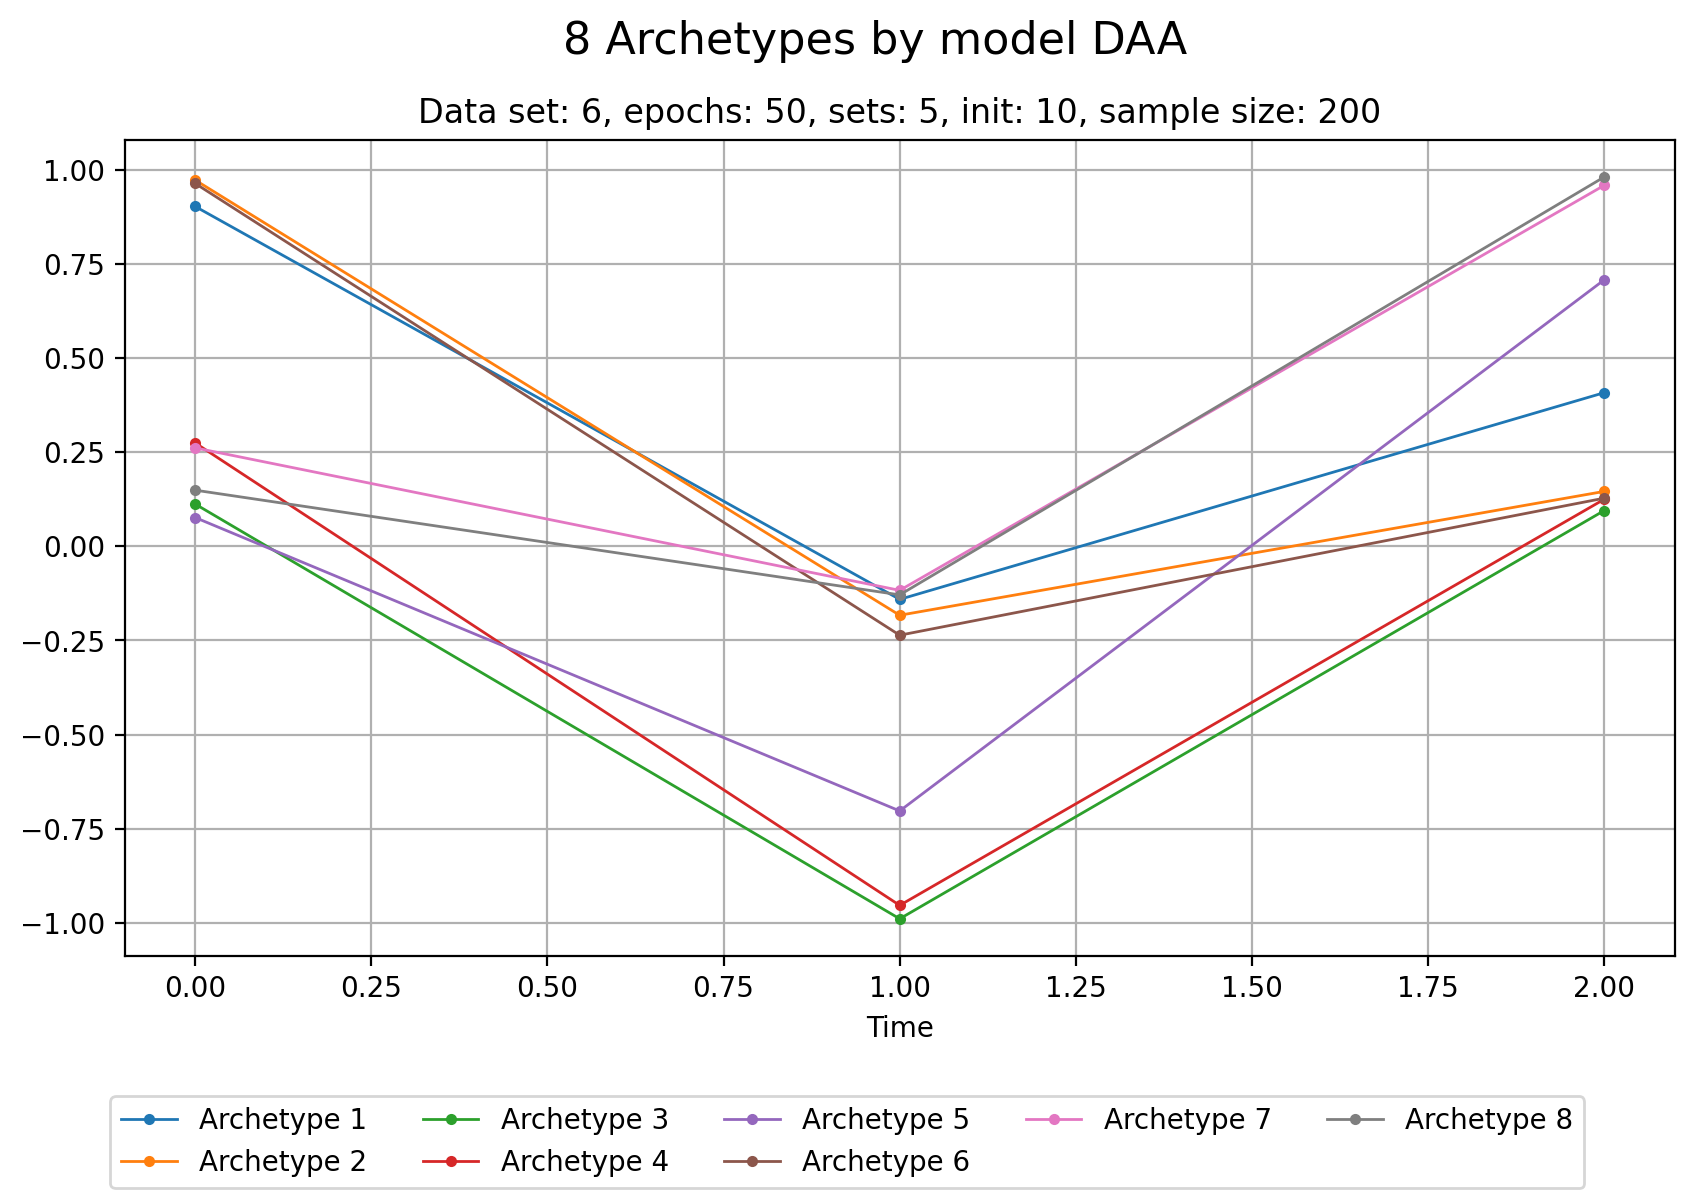 8 Archetypes by model DAA
Data set: 6, epochs: 50, sets: 5, init: 10, sample size: 200
1.00
0.75
0.50
0.25
0.00
−0.25
−0.50
−0.75
−1.00
0.00 0.25 0.50 0.75 1.00 1.25 1.50 1.75 2.00
Time
Archetype 1 Archetype 3 Archetype 5 Archetype 7 Archetype 8
Archetype 2 Archetype 4 Archetype 6